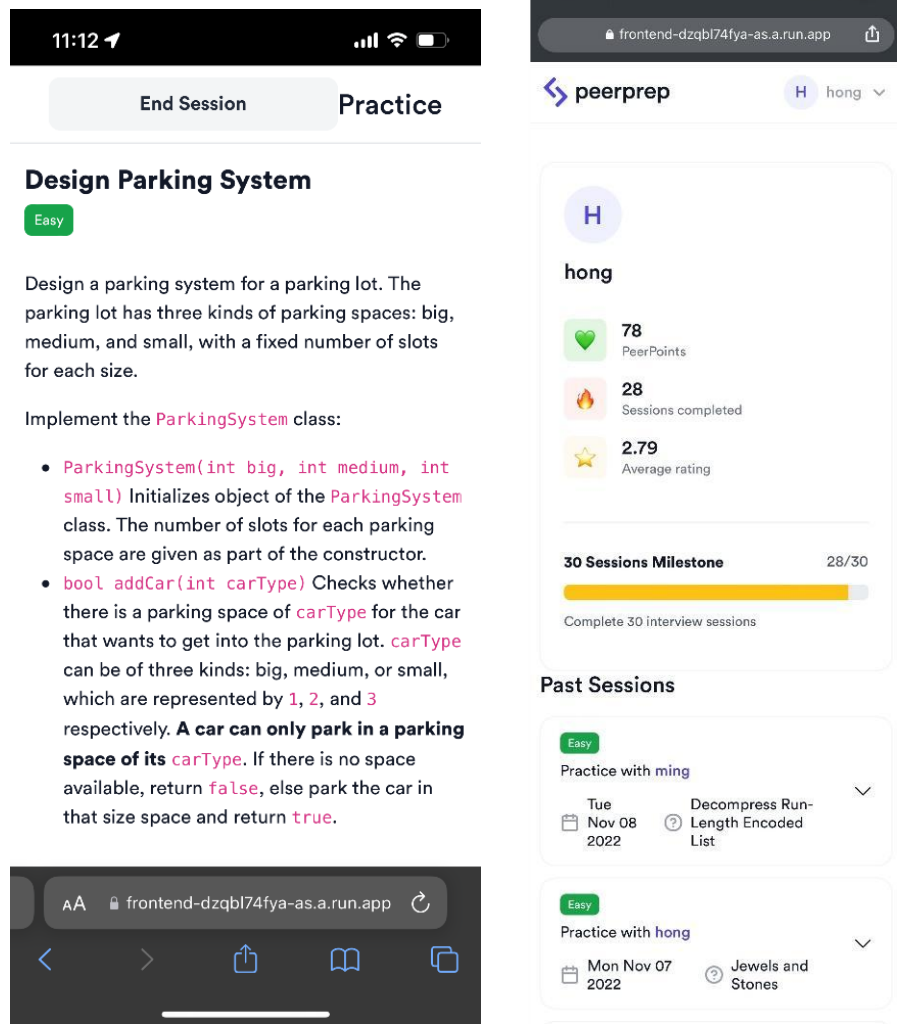 11:12
End Session
Practice
Design Parking System
Easy
Design a parking system for a parking lot. The
parking lot has three kinds of parking spaces: big,
medium, and small, with a fixed number of slots
for each size.
Implement the ParkingSystem class:
ParkingSystem(int big, int medium, int
small) Initializes object of the ParkingSystem
class. The number of slots for each parking
space are given as part of the constructor.
bool addCar(int carType) Checks whether
there is a parking space of carType for the car
that wants to get into the parking lot. carType
can be of three kinds: big, medium, or small,
which are represented by 1, 2, and 3
respectively. A car can only park in a parking
space of its carType. If there is no space
available, return false, else park the car in
that size space and return true.
AA frontend-dzqbl74fya-as.a.run.app
frontend-dzqbl74fya-as.a.run.app
peerprep
H hong
H
hong
78
PeerPoints
28
Sessions completed
2.79
Average rating
30 Sessions Milestone 28/30
Complete 30 interview sessions
Past Sessions
Easy
Practice with ming
Tue
Nov 08
2022
Decompress Run-
Length Encoded
List
Easy
Practice with hong
Mon Nov 07
2022
Jewels and
Stones